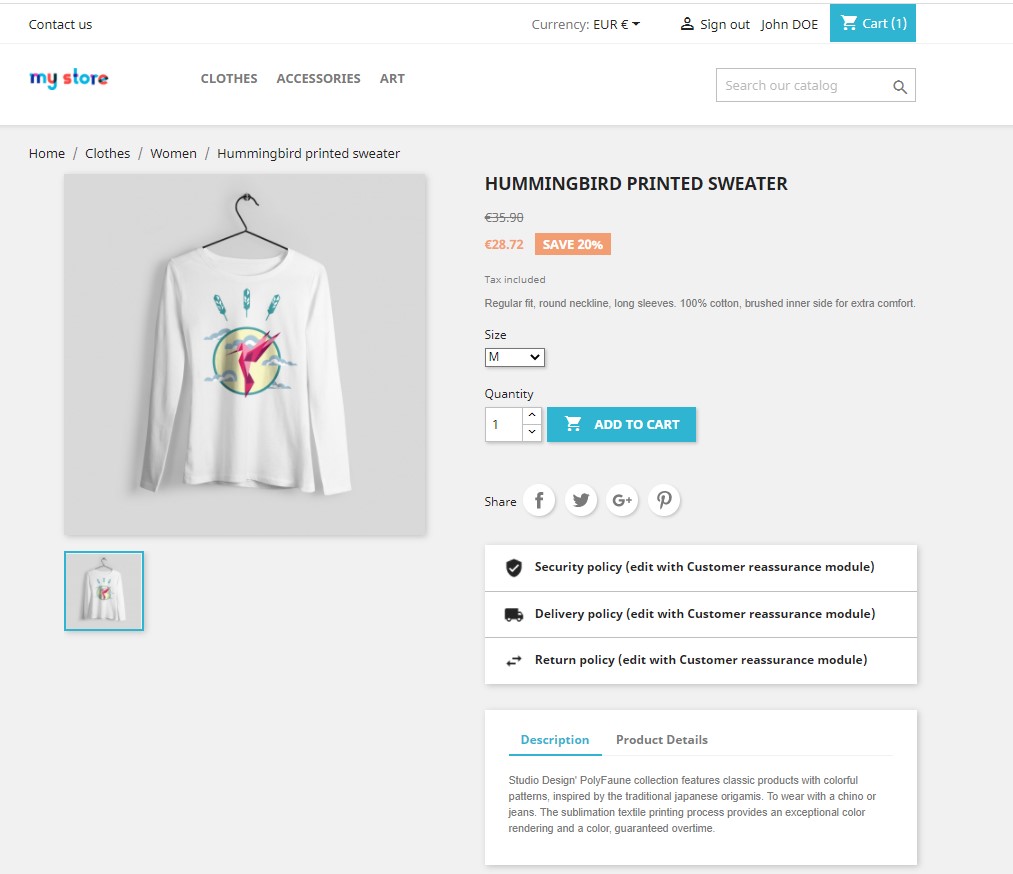 Contact us
Currency: EUR €
Sign out
John DOE
Cart (1)
my store
CLOTHES
ACCESSORIES
ART
Search our catalog
Home / Clothes / Women / Hummingbird printed sweater
HUMMINGBIRD PRINTED SWEATER
€35.90
€28.72
SAVE 20%
Tax included
Regular fit, round neckline, long sleeves. 100% cotton, brushed inner side for extra comfort.
Size
M
Quantity
1
ADD TO CART
Share
Security policy (edit with Customer reassurance module)
Delivery policy (edit with Customer reassurance module)
Return policy (edit with Customer reassurance module)
Description
Product Details
Studio Design' PolyFaune collection features classic products with colorful
patterns, inspired by the traditional japanese origamis. To wear with a chino or
jeans. The sublimation textile printing process provides an exceptional color
rendering and a color, guaranteed overtime.